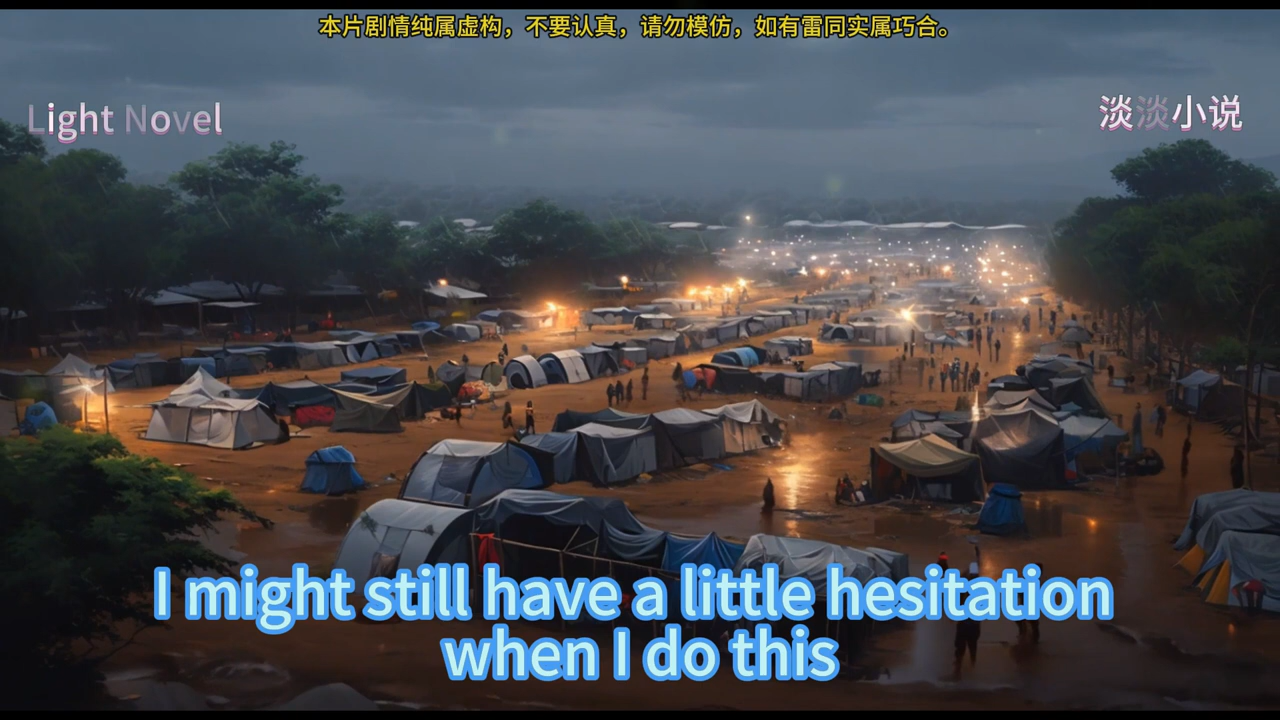 本片剧情纯属虚构，不要认真，请勿模仿，如有雷同实属巧合。
Light Novel
淡淡小说
I might still have a little hesitation
when I do this